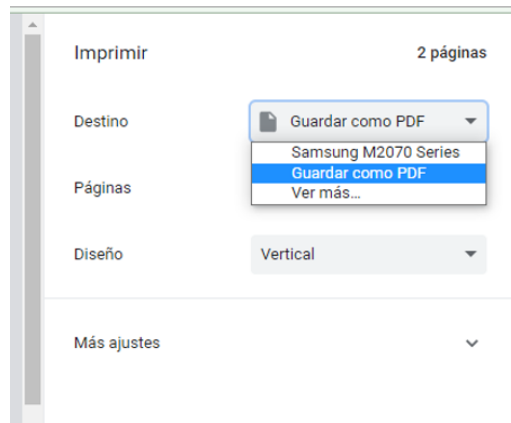 Imprimir 2 páginas
Destino Guardar como PDF
Samsung M2070 Series
Guardar como PDF
Páginas
Ver más...
Diseño Vertical
Más ajustes